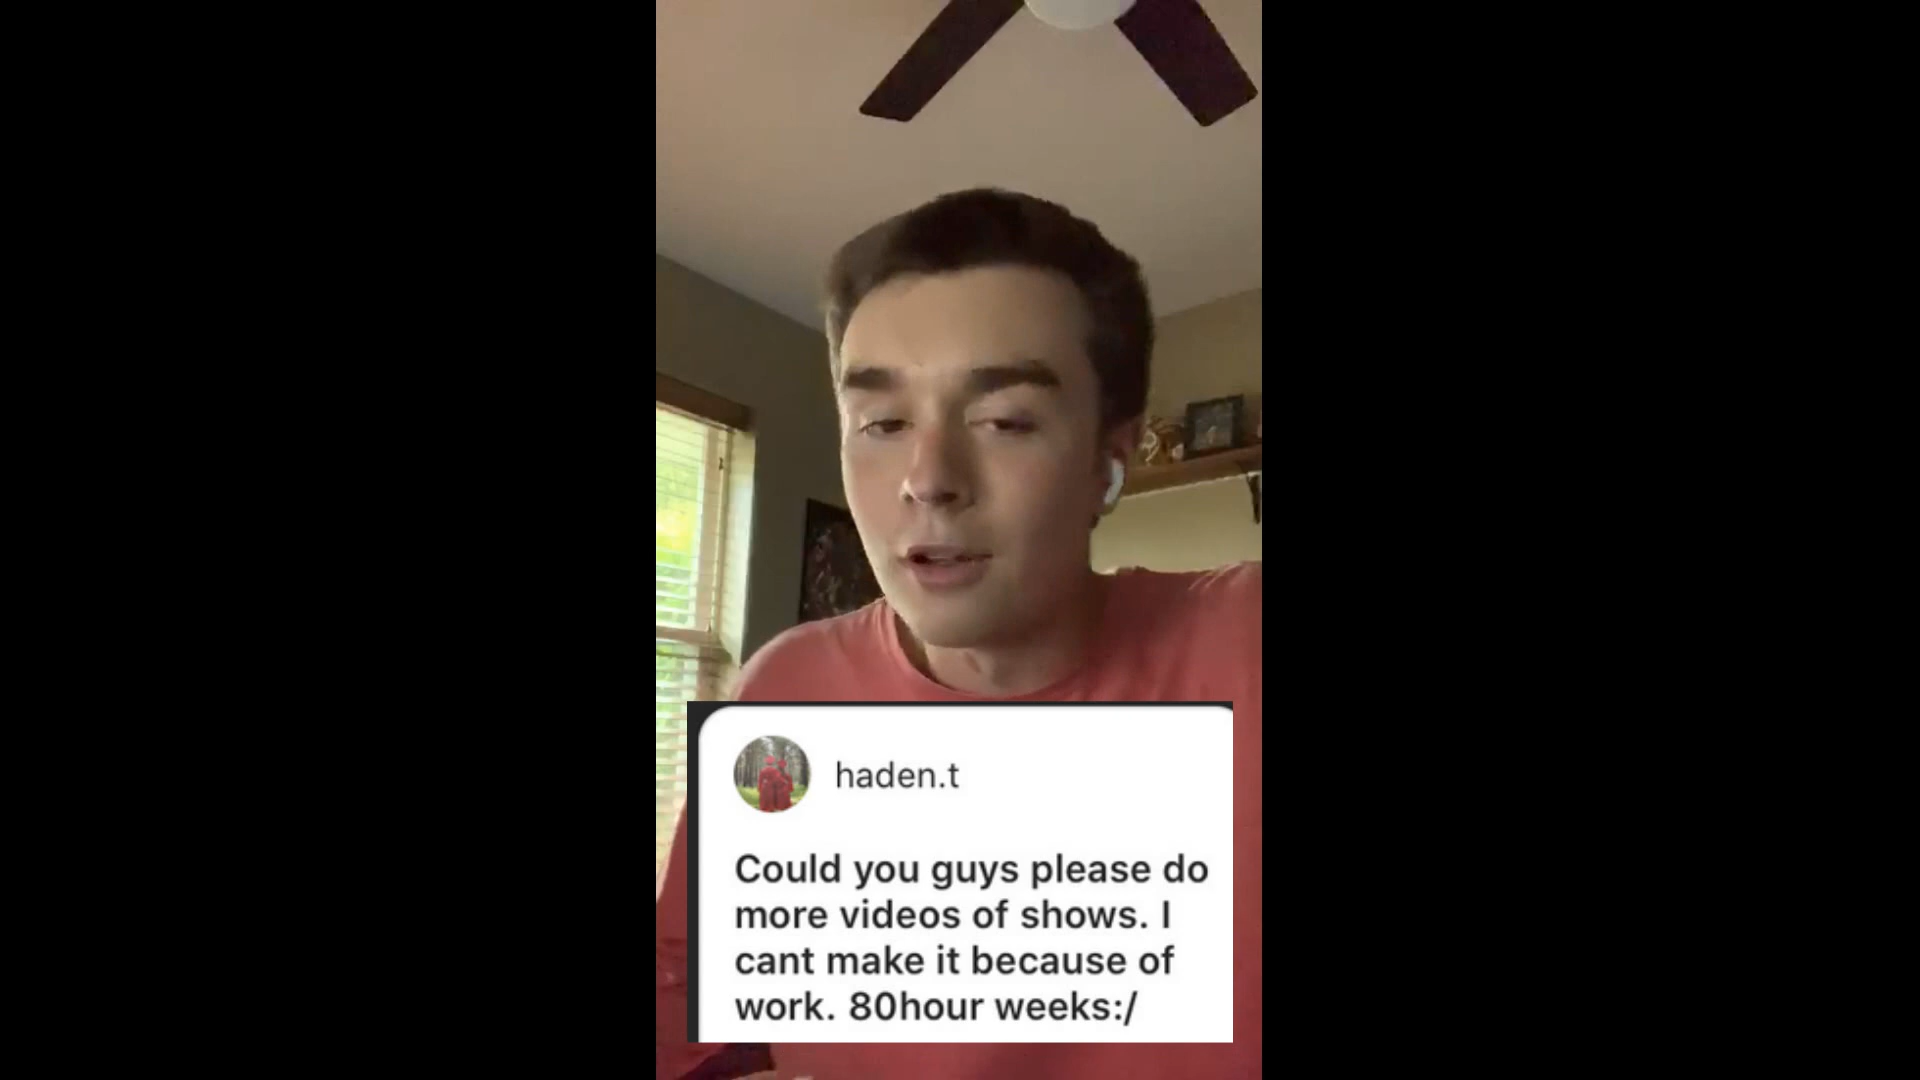 haden.t
Could you guys please do
more videos of shows. I
cant make it because of
work. 80hour weeks:/